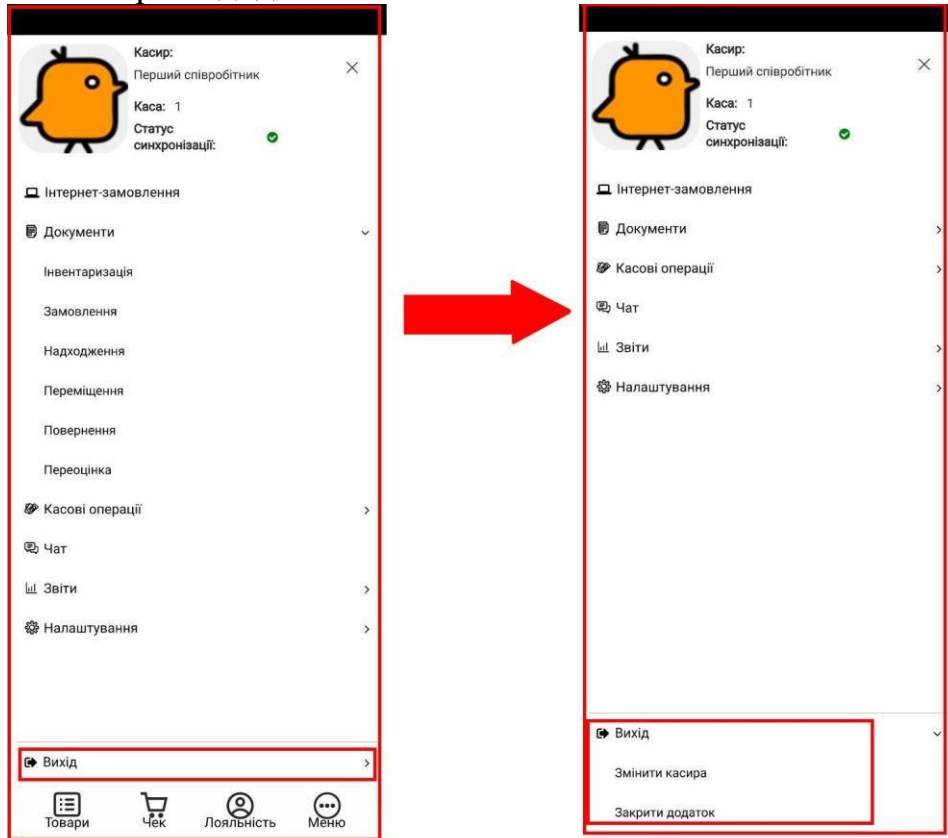 Касир:
Перший співробітник
Каса: 1
Статус
синхронізації:
Інтернет-замовлення
Документи
Інвентаризація
Замовлення
Надходження
Переміщення
Повернення
Переоцінка
Касові операції
Чат
Звіти
Налаштування
Вихід
Товари
Чек
Лояльність
Меню
Касир:
Перший співробітник
Каса: 1
Статус
синхронізації:
Інтернет-замовлення
Документи
Касові операції
Чат
Звіти
Налаштування
Вихід
Змінити касира
Закрити додаток